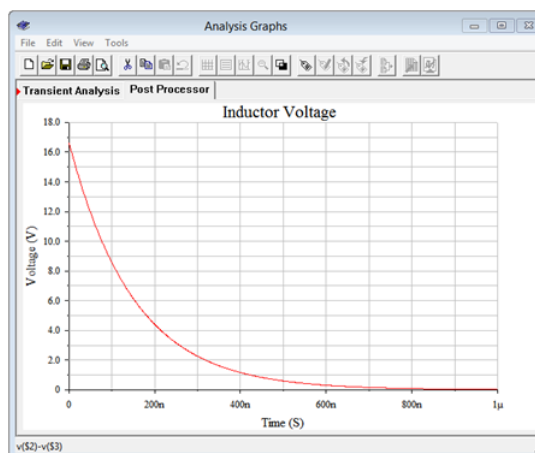 Analysis Graphs
File Edit View Tools
Transient Analysis Post Processor
Inductor Voltage
18.0
16.0
14.0
12.0
10.0
8.0
6.0
4.0
2.0
0
Voltage (V)
0 200n 400n 600n 800n 1µ
Time (S)
v($2)-v($3)